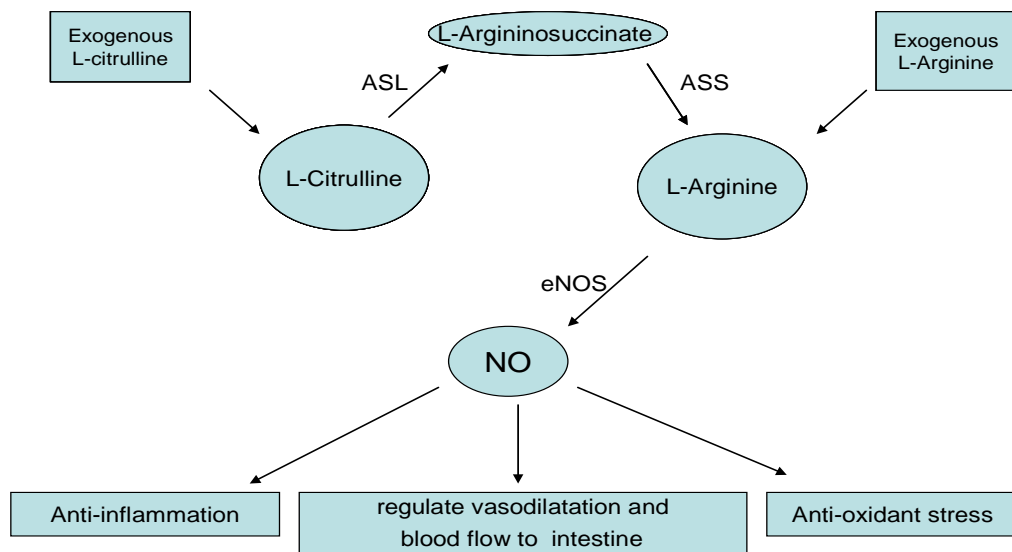 Exogenous
L-citrulline
L-Argininosuccinate
Exogenous
L-Arginine
ASL
ASS
L-Citrulline
L-Arginine
eNOS
NO
Anti-inflammation
regulate vasodilatation and
blood flow to intestine
Anti-oxidant stress